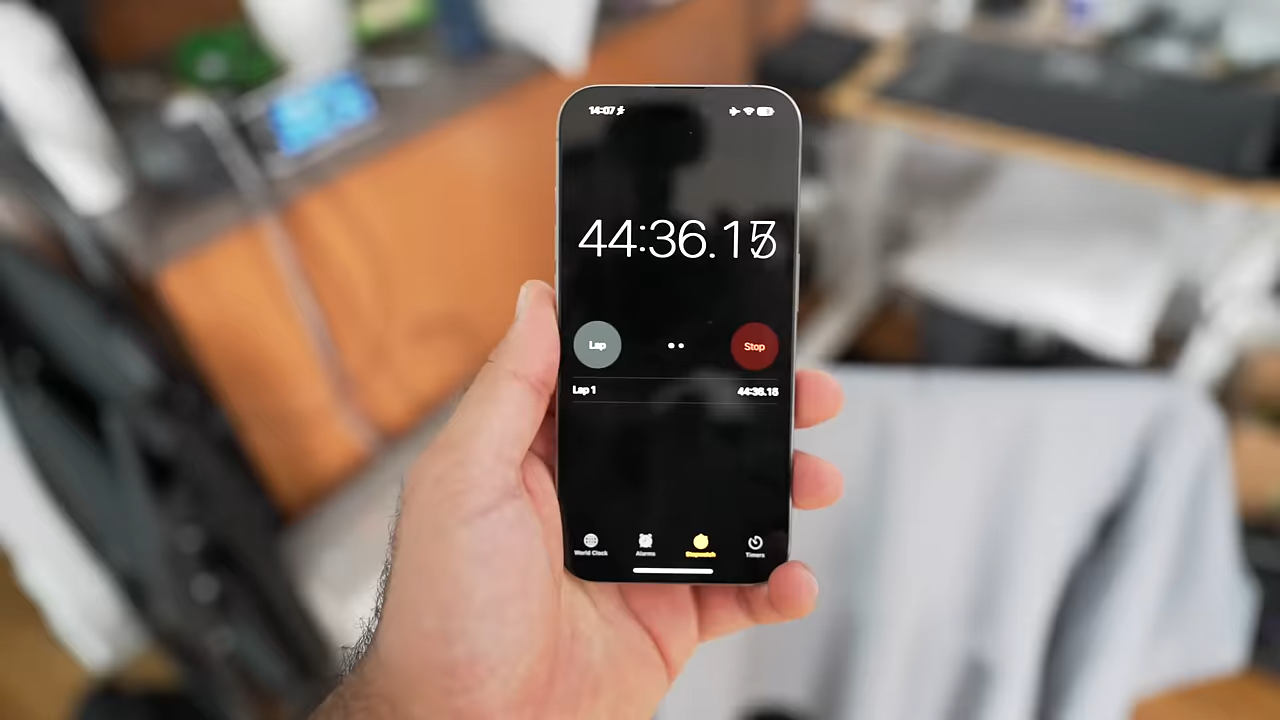 14:07
44:36.15
Lap
Stop
Lap 1
44:36.15
World Clock
Alarms
Stopwatch
Timers